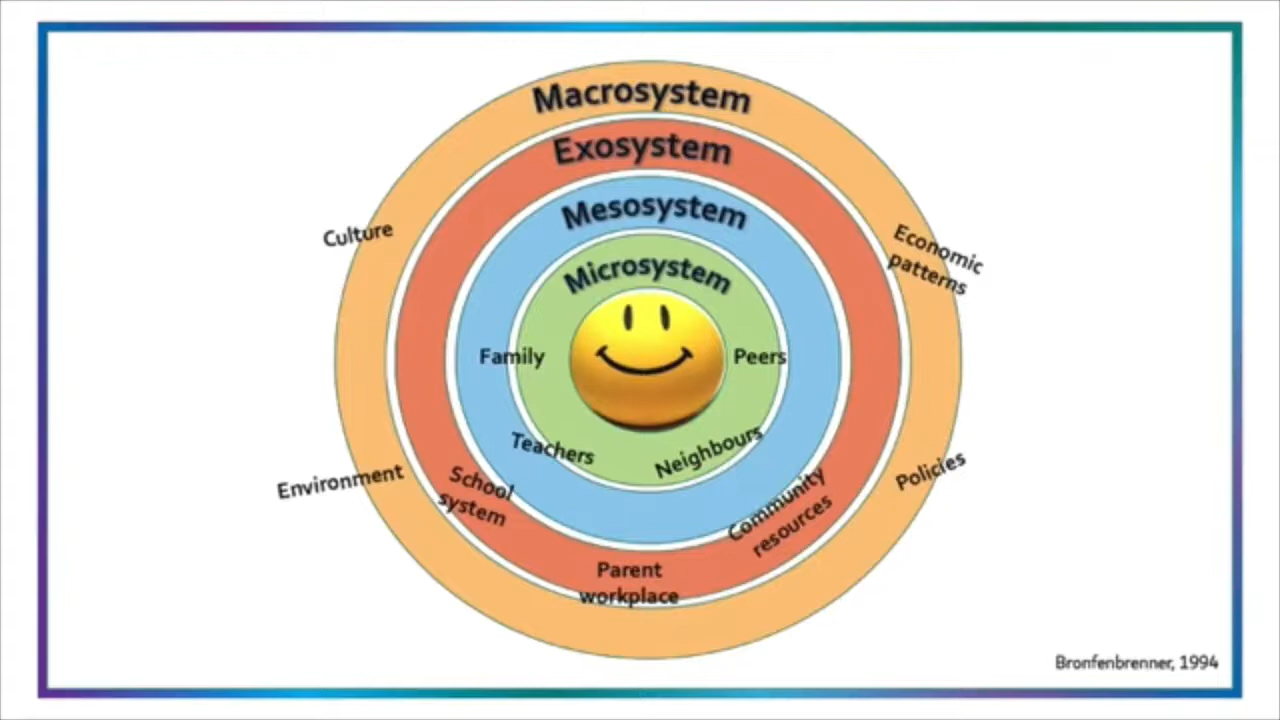 Macrosystem
Exosystem
Mesosystem
Microsystem
Culture
Economic
patterns
Family
Peers
Teachers
Neighbours
Environment
School
system
Community
resources
Policies
Parent
workplace
Bronfenbrenner, 1994